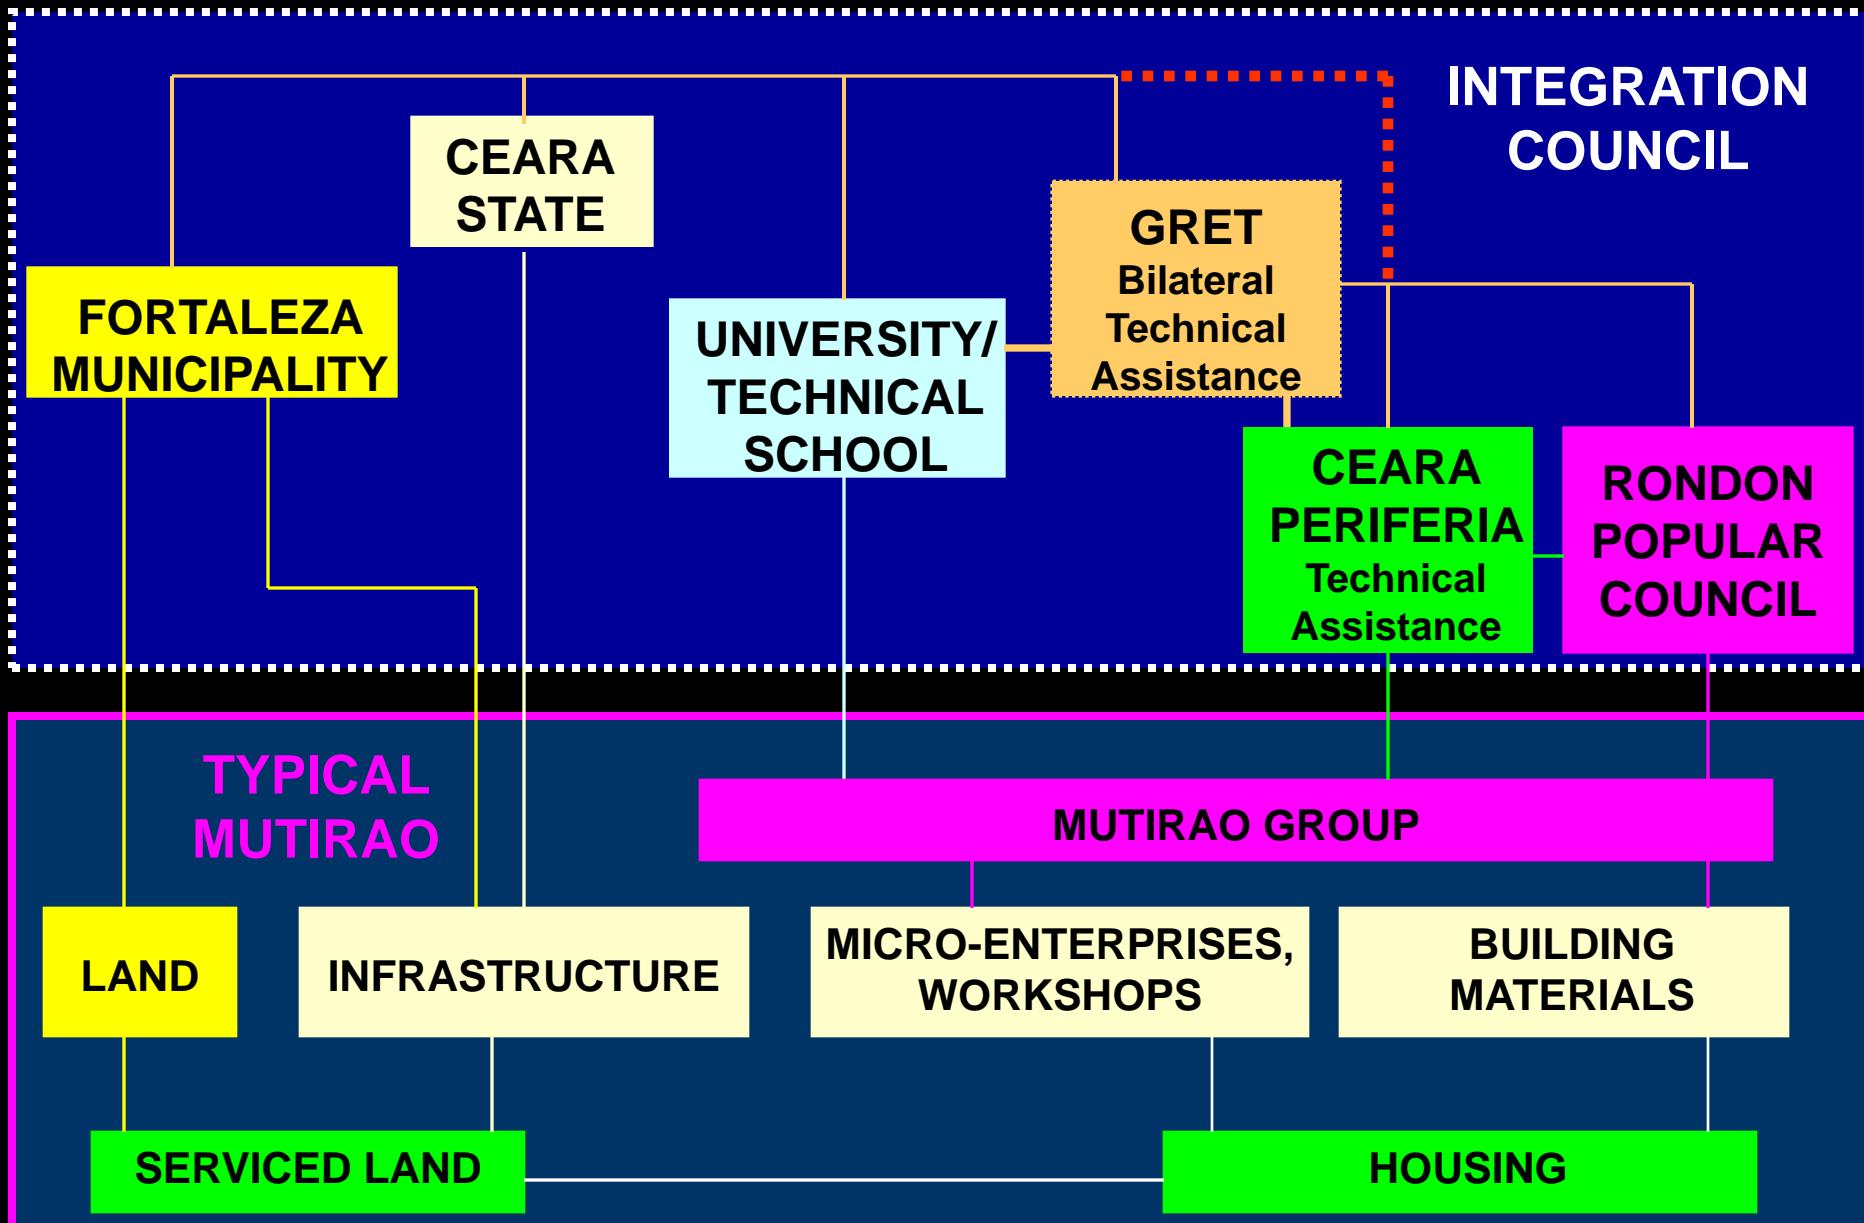 INTEGRATION
COUNCIL
CEARA
STATE
GRET
Bilateral
Technical
Assistance
FORTALEZA
MUNICIPALITY
UNIVERSITY/
TECHNICAL
SCHOOL
CEARA
PERIFERIA
Technical
Assistance
RONDON
POPULAR
COUNCIL
TYPICAL
MUTIRAO
MUTIRAO GROUP
LAND
INFRASTRUCTURE
MICRO-ENTERPRISES,
WORKSHOPS
BUILDING
MATERIALS
SERVICED LAND
HOUSING